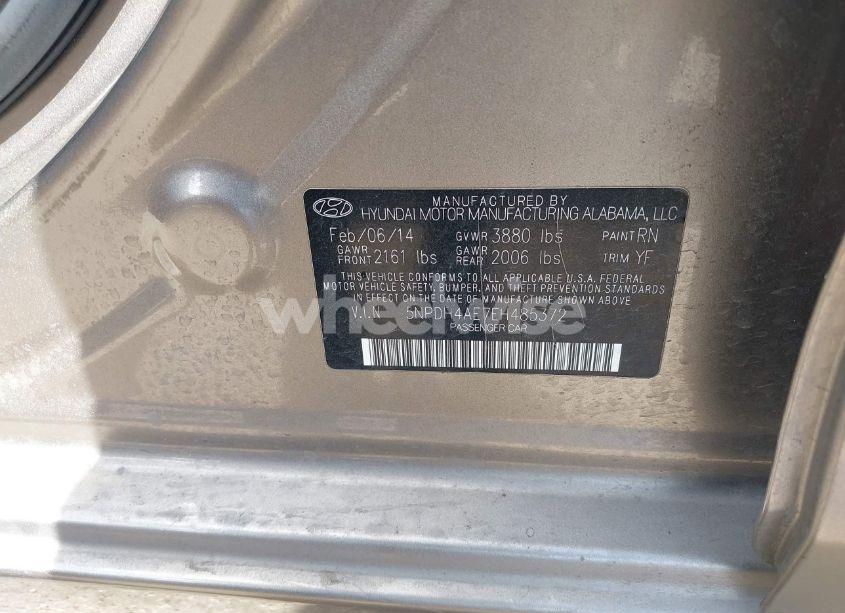 MANUFACTURED BY
HYUNDAI MOTOR MANUFACTURING ALABAMA, LLC
Feb/06/14 GVWR 3880 lbs PAINT RN
GAWR FRONT 2161 lbs GAWR REAR 2006 lbs TRIM YF
THIS VEHICLE CONFORMS TO ALL APPLICABLE U.S.A. FEDERAL
MOTOR VEHICLE SAFETY, BUMPER, AND THEFT PREVENTION STANDARDS
IN EFFECT ON THE DATE OF MANUFACTURE SHOWN ABOVE
V.I.N 5NPDH4AE7EH485372
PASSENGER CAR
wheelwise